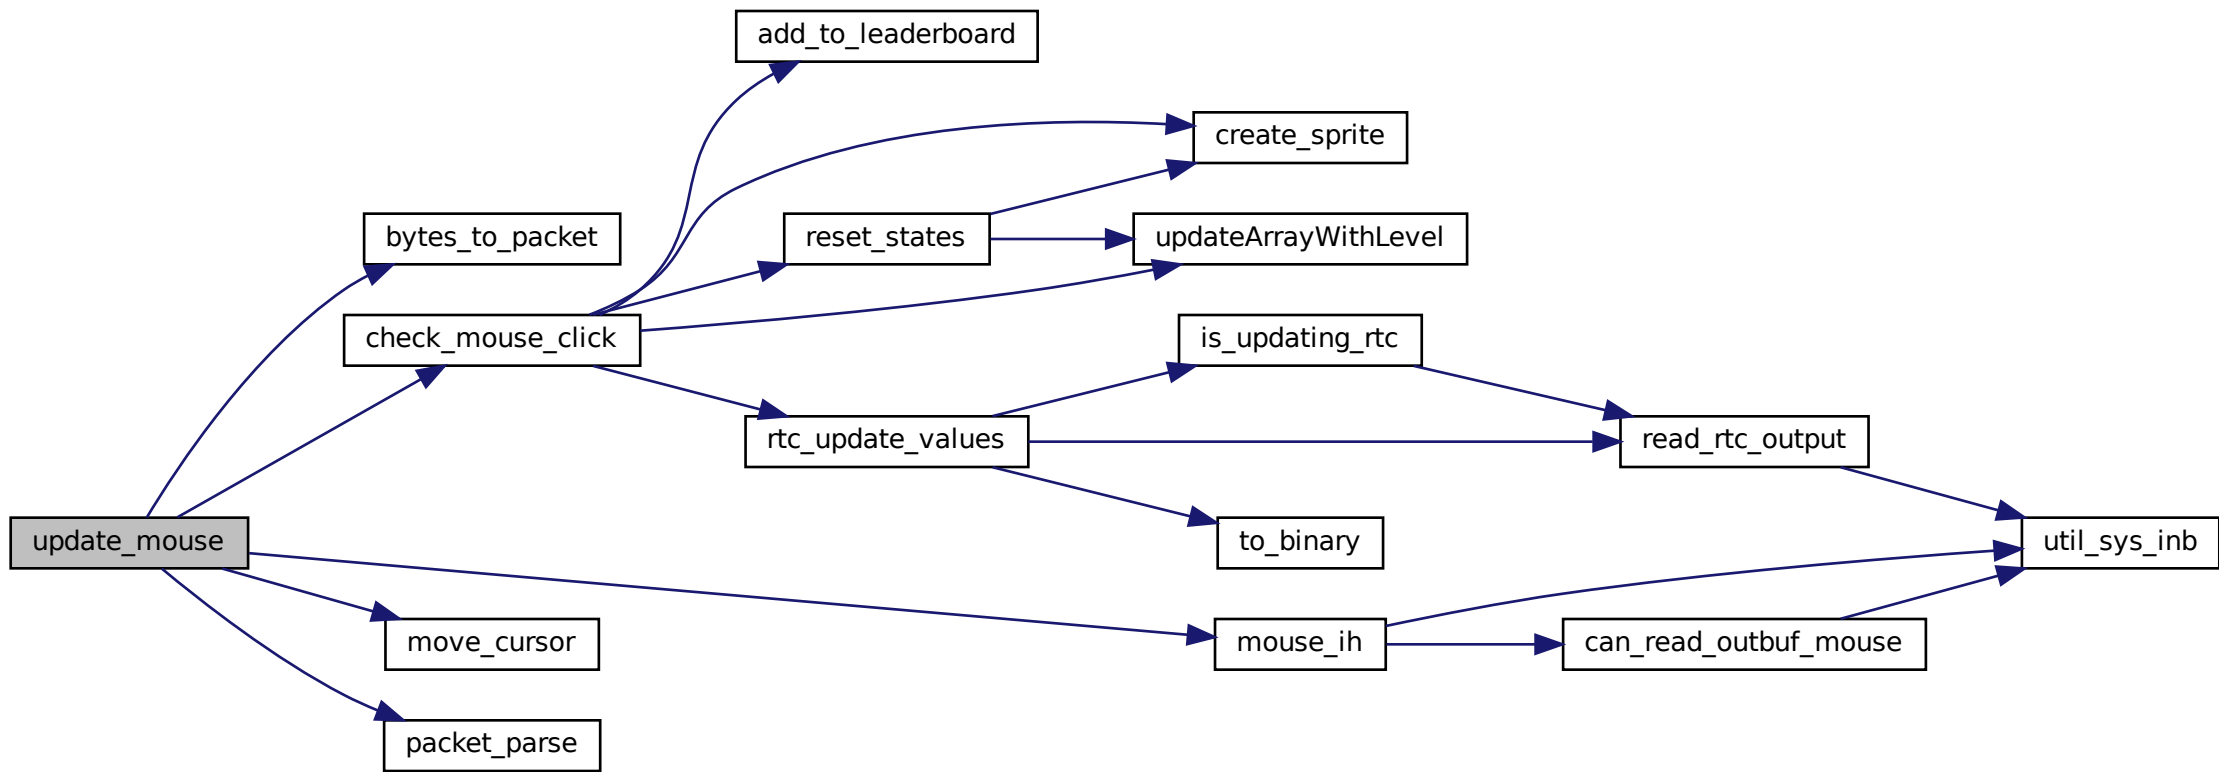 add_to_leaderboard
create_sprite
bytes_to_packet
reset_states
updateArrayWithLevel
check_mouse_click
is_updating_rtc
rtc_update_values
read_rtc_output
update_mouse
to_binary
util_sys_inb
move_cursor
mouse_ih
can_read_outbuf_mouse
packet_parse